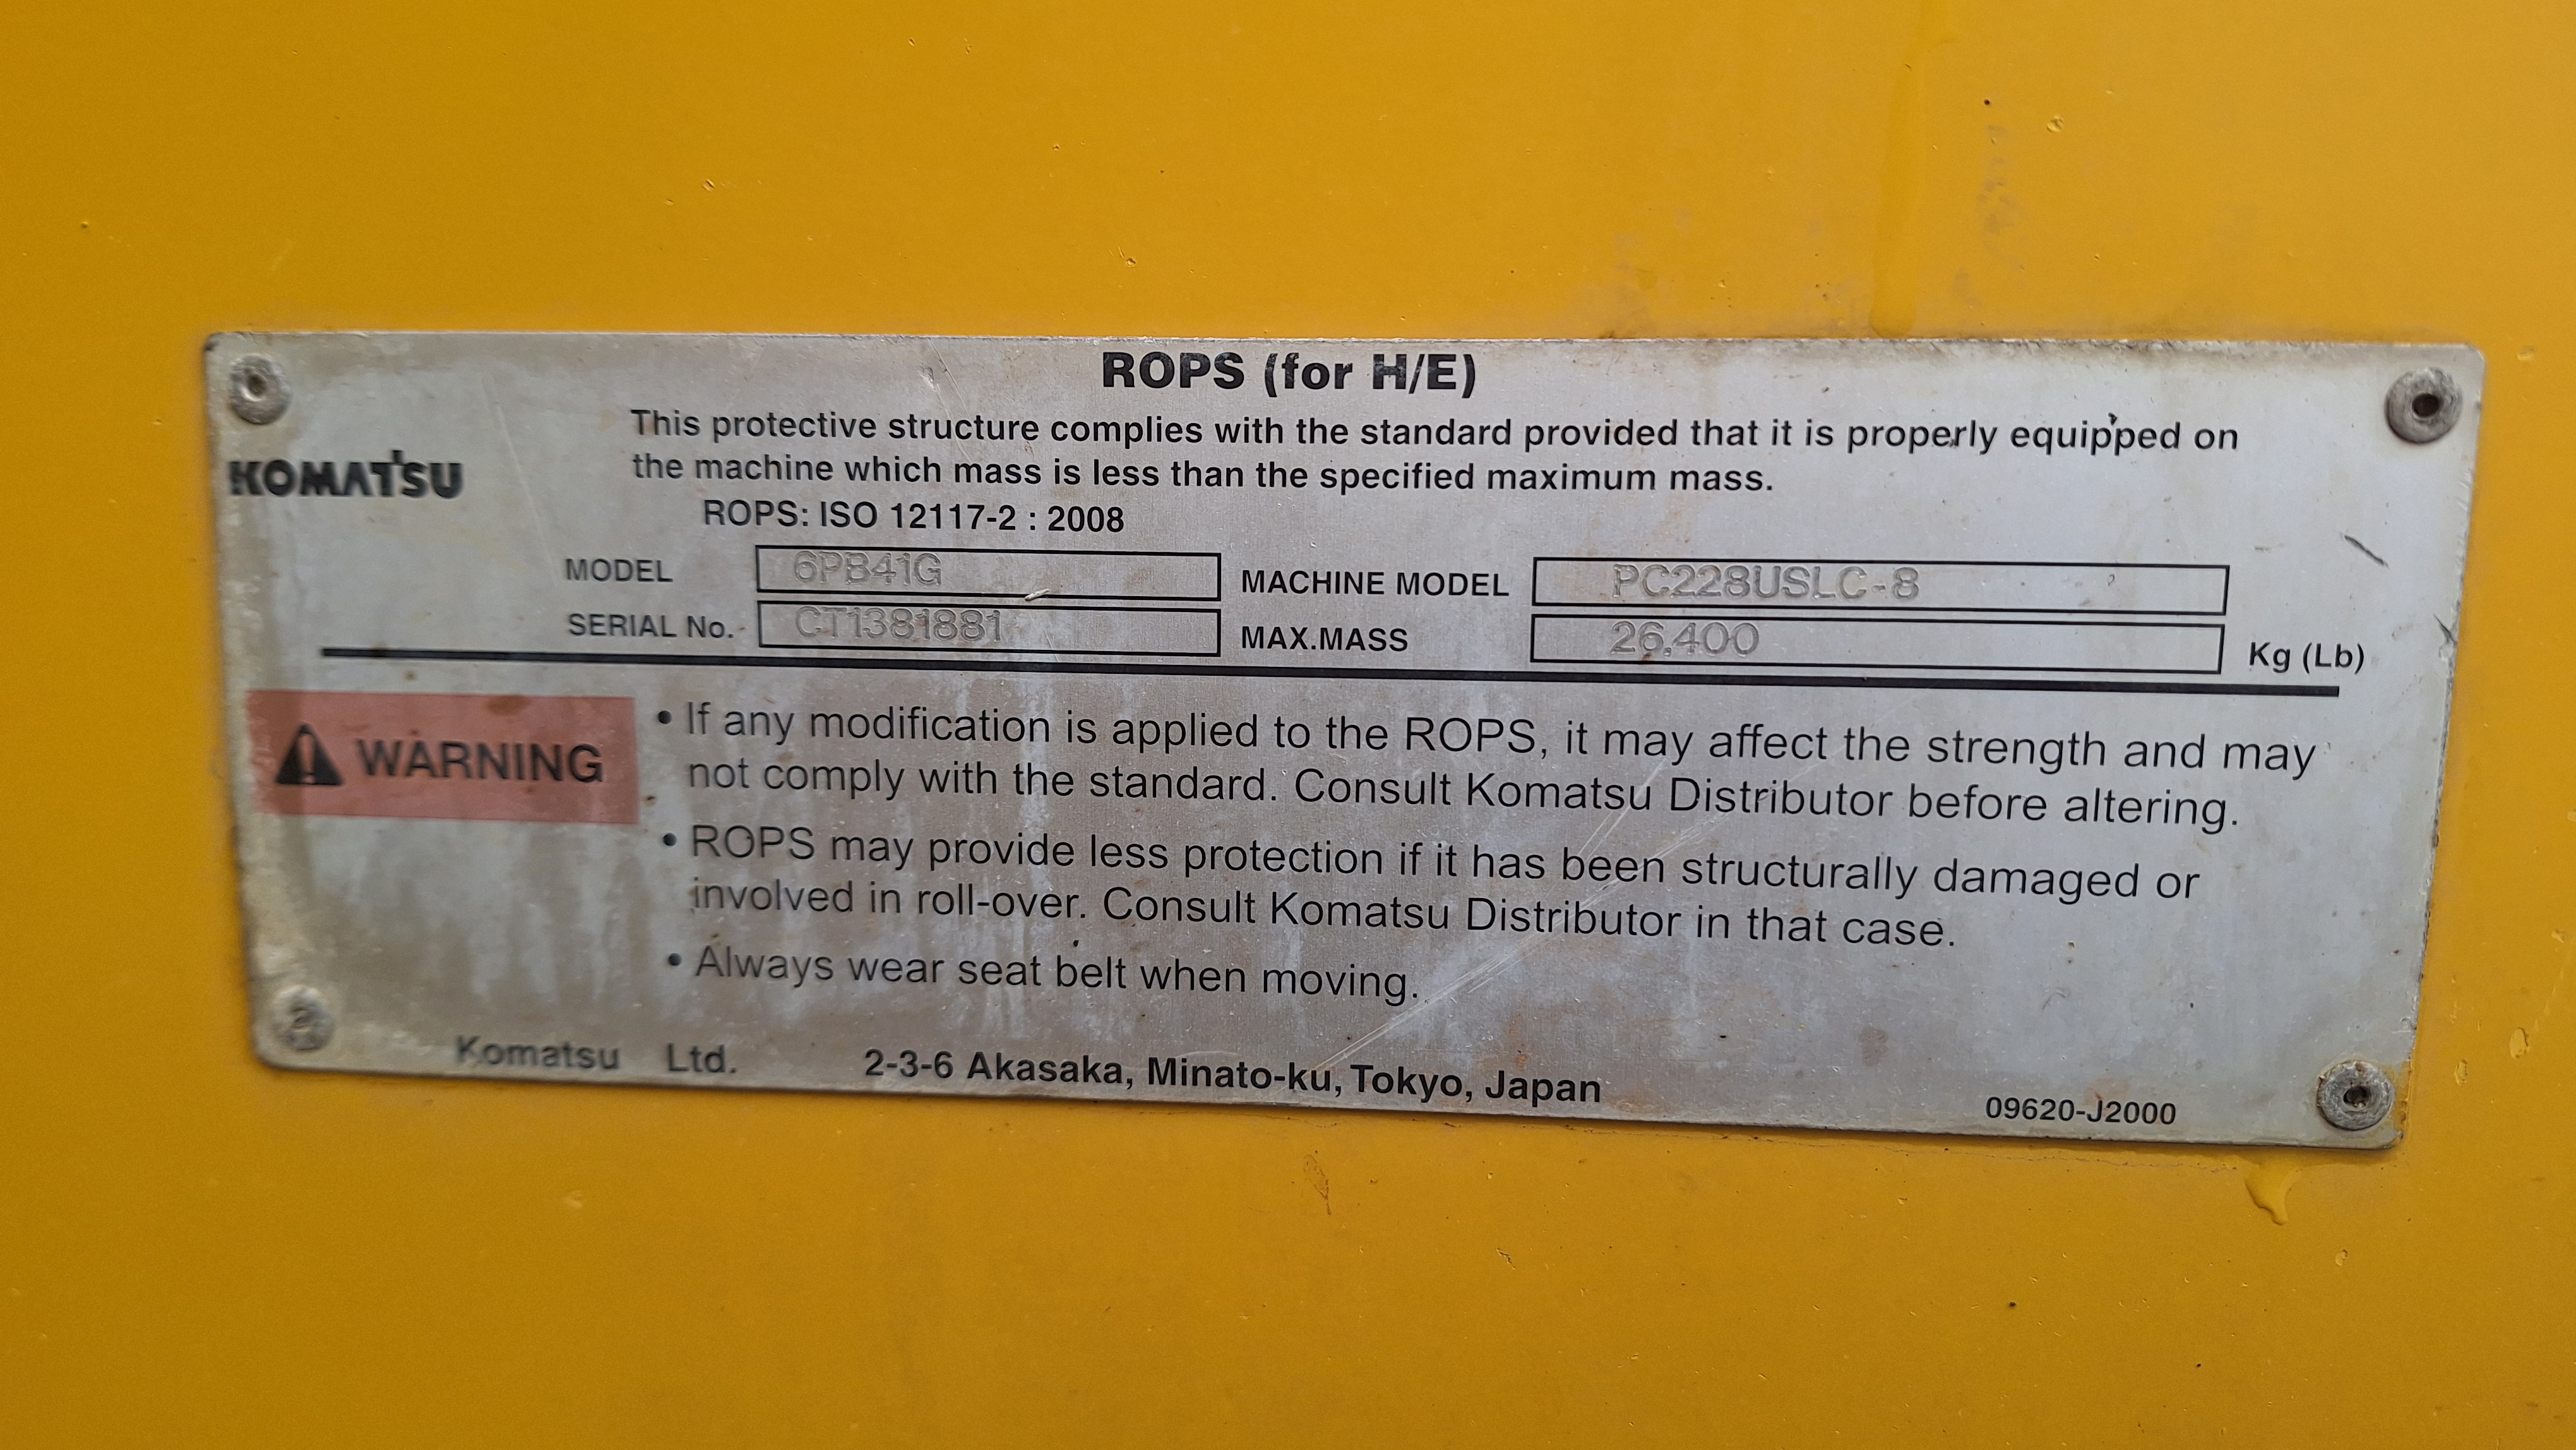 ROPS (for H/E)
This protective structure complies with the standard provided that it is properly equipped on
the machine which mass is less than the specified maximum mass.
KOMATSU
ROPS: ISO 12117-2 : 2008
MODEL 6PB41G MACHINE MODEL PC228USLC-8
SERIAL No. CT1381881 MAX.MASS 26,400 Kg (Lb)
WARNING
• If any modification is applied to the ROPS, it may affect the strength and may
not comply with the standard. Consult Komatsu Distributor before altering.
• ROPS may provide less protection if it has been structurally damaged or
involved in roll-over. Consult Komatsu Distributor in that case.
• Always wear seat belt when moving.
Komatsu Ltd. 2-3-6 Akasaka, Minato-ku, Tokyo, Japan
09620-J2000